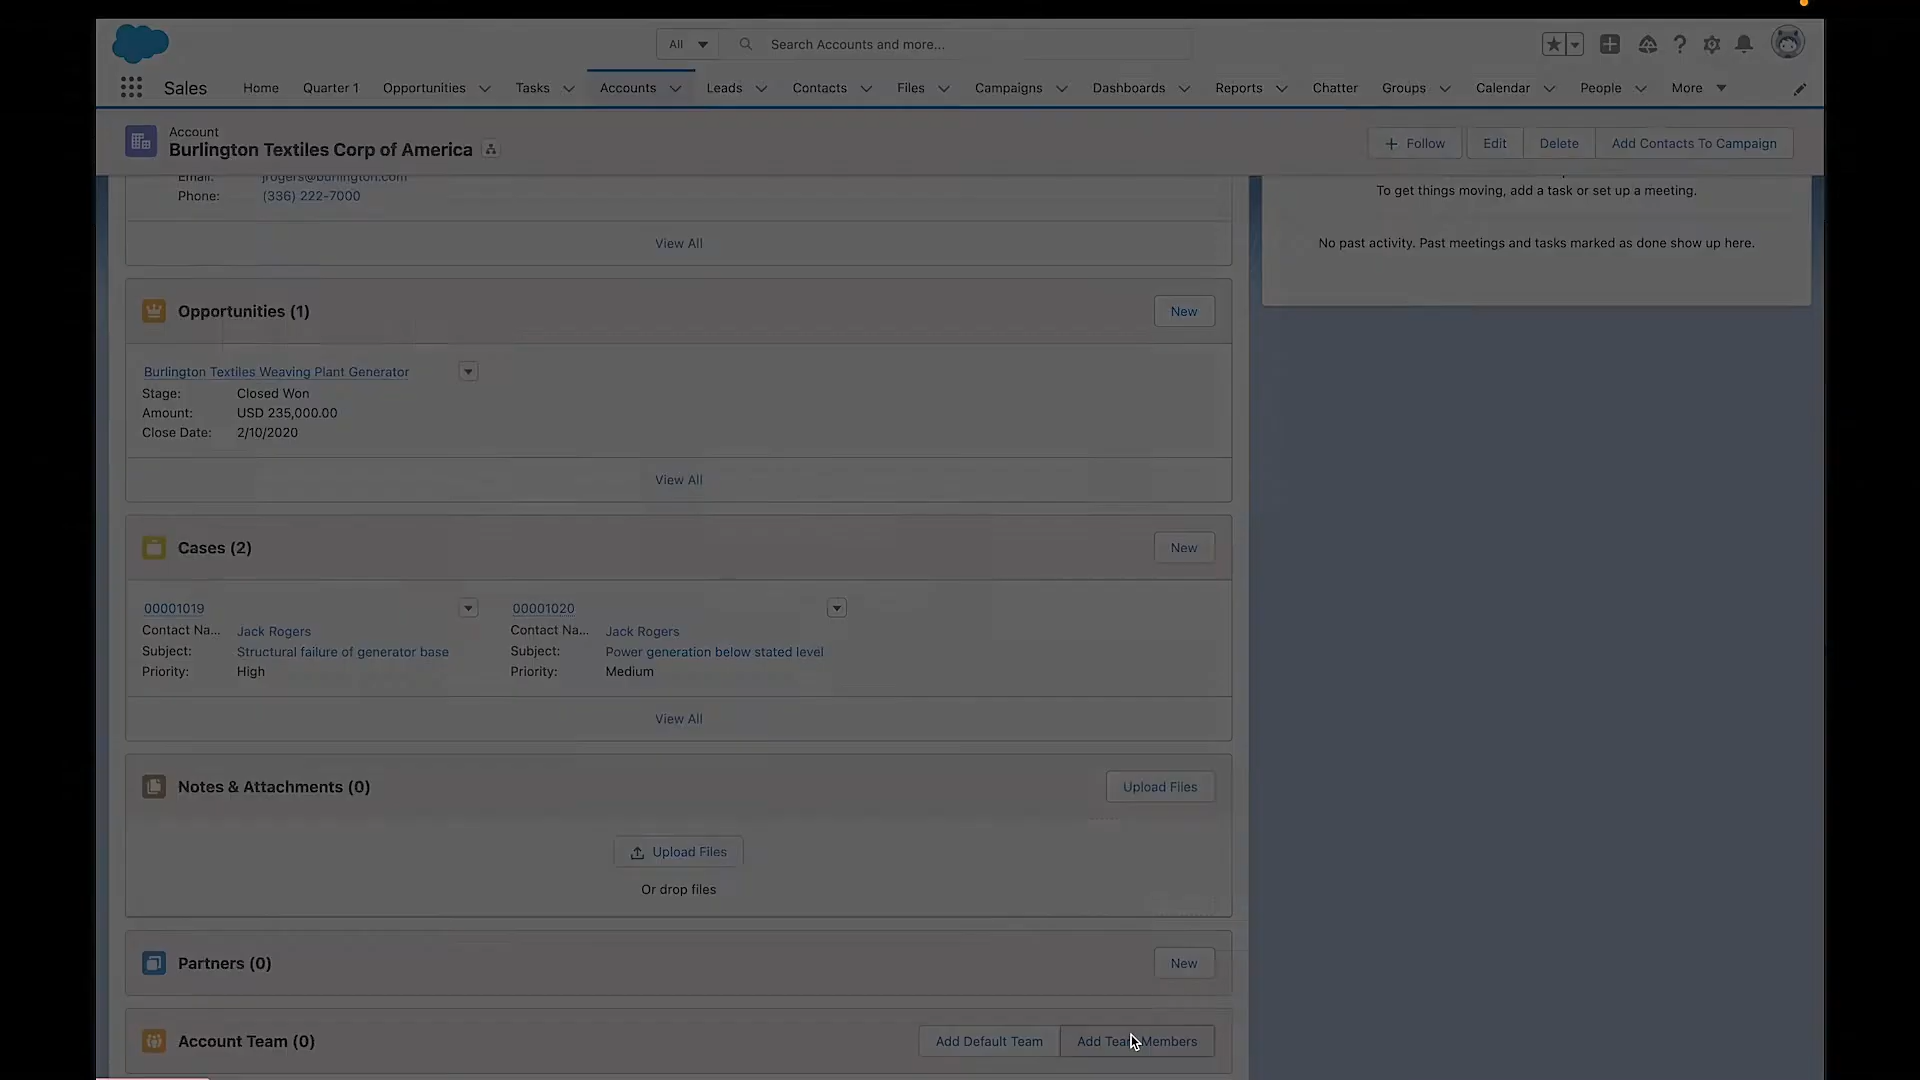 All
Search Accounts and more...
Sales
Home
Quarter 1
Opportunities
Tasks
Accounts
Leads
Contacts
Files
Campaigns
Dashboards
Reports
Chatter
Groups
Calendar
People
More
Account
Burlington Textiles Corp of America
Follow
Edit
Delete
Add Contacts To Campaign
Email: jrogers@burlington.com
Phone: (336) 222-7000
View All
To get things moving, add a task or set up a meeting.
No past activity. Past meetings and tasks marked as done show up here.
Opportunities (1)
New
Burlington Textiles Weaving Plant Generator
Stage: Closed Won
Amount: USD 235,000.00
Close Date: 2/10/2020
View All
Cases (2)
New
00001019
Contact Na... Jack Rogers
Subject: Structural failure of generator base
Priority: High
00001020
Contact Na... Jack Rogers
Subject: Power generation below stated level
Priority: Medium
View All
Notes & Attachments (0)
Upload Files
Upload Files
Or drop files
Partners (0)
New
Account Team (0)
Add Default Team
Add Team Members